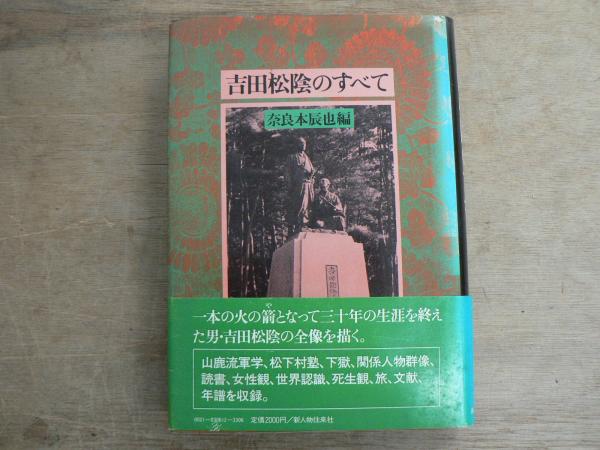 吉田松陰のすべて
奈良本辰也編
一本の火の箭となって三十年の生涯を終え
や
た男・吉田松陰の全像を描く。
山鹿流軍学、松下村塾、下獄、関係人物群像、
読書、女性観、世界認識、死生観、旅、文献、
年譜を収録。
定価2000円/新人物往来社